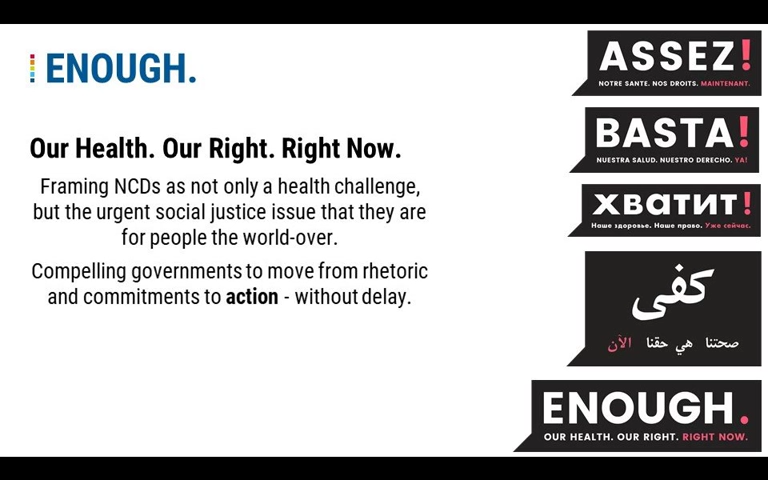 ENOUGH.
Our Health. Our Right. Right Now.
Framing NCDs as not only a health challenge,
but the urgent social justice issue that they are
for people the world-over.
Compelling governments to move from rhetoric
and commitments to action - without delay.
ASSEZ!
NOTRE SANTE. NOS DROITS. MAINTENANT.
BASTA!
NUESTRA SALUD. NUESTRO DERECHO. YA!
хватит!
Наше здоровье. Наше право. Уже сейчас.
كفى
صحتنا هي حقنا الآن
ENOUGH.
OUR HEALTH. OUR RIGHT. RIGHT NOW.